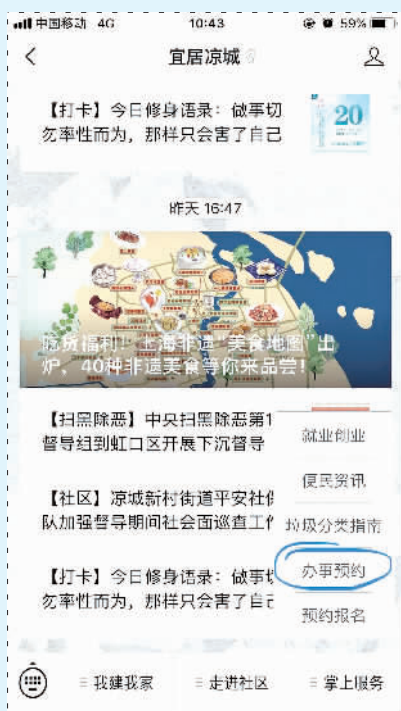 中国移动 4G 10:43 59%
宜居凉城
【打卡】今日修身语录：做事切
勿率性而为，那样只会害了自己
20
昨天 16:47
吃货福利！上海非遗“美食地图”出
炉，40种非遗美食等你来品尝！
【扫黑除恶】中央扫黑除恶第1
督导组到虹口区开展下沉督导
【社区】凉城新村街道平安社
队加强督导期间社会面巡查工
【打卡】今日修身语录：做事
勿率性而为，那样只会害了自
就业创业
便民资讯
垃圾分类指南
办事预约
预约报名
我建我家
走进社区
掌上服务